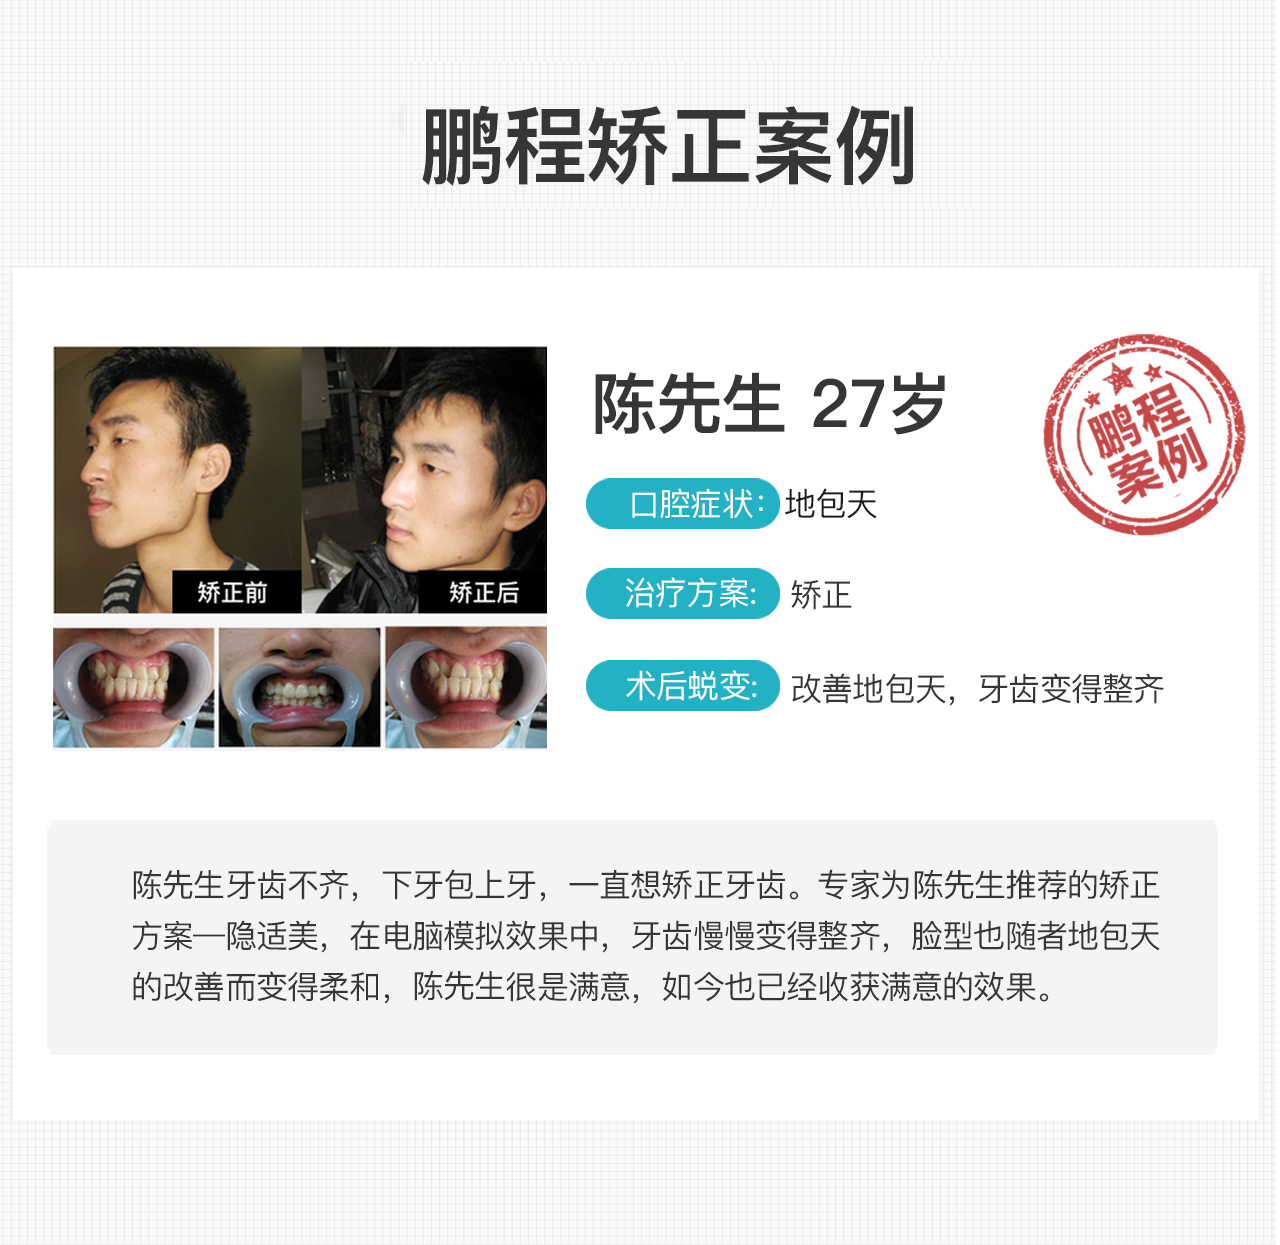 鹏程矫正案例
陈先生 27岁
鹏程
案例
口腔症状：地包天
治疗方案: 矫正
术后蜕变: 改善地包天，牙齿变得整齐
矫正前
矫正后
陈先生牙齿不齐，下牙包上牙，一直想矫正牙齿。专家为陈先生推荐的矫正
方案—隐适美，在电脑模拟效果中，牙齿慢慢变得整齐，脸型也随者地包天
的改善而变得柔和，陈先生很是满意，如今也已经收获满意的效果。